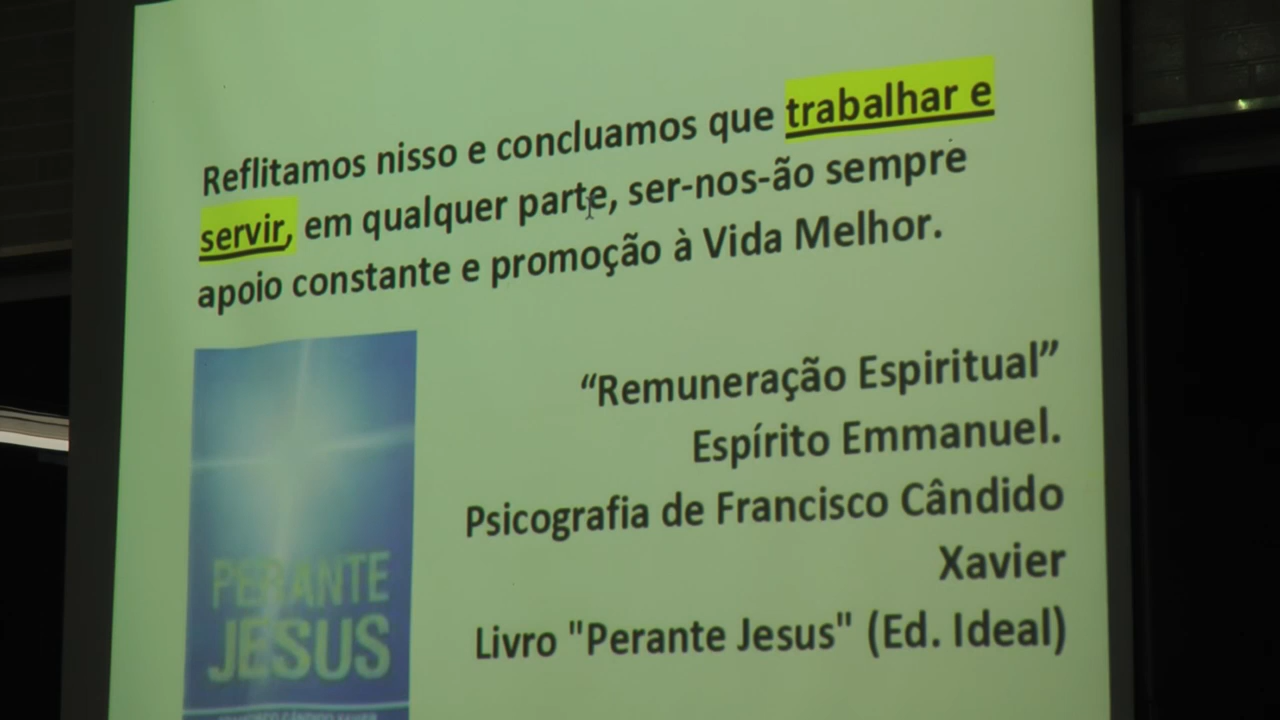 Reflitamos nisso e concluamos que trabalhar e
servir, em qualquer parte, ser-nos-ão sempre
apoio constante e promoção à Vida Melhor.
“Remuneração Espiritual”
Espírito Emmanuel.
Psicografia de Francisco Cândido
Xavier
Livro "Perante Jesus" (Ed. Ideal)
PERANTE
JESUS